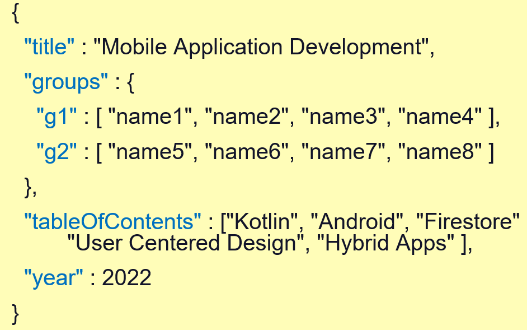 {
"title" : "Mobile Application Development",
"groups" : {
"g1" : [ "name1", "name2", "name3", "name4" ],
"g2" : [ "name5", "name6", "name7", "name8" ]
},
"tableOfContents" : ["Kotlin", "Android", "Firestore"
"User Centered Design", "Hybrid Apps" ],
"year" : 2022
}